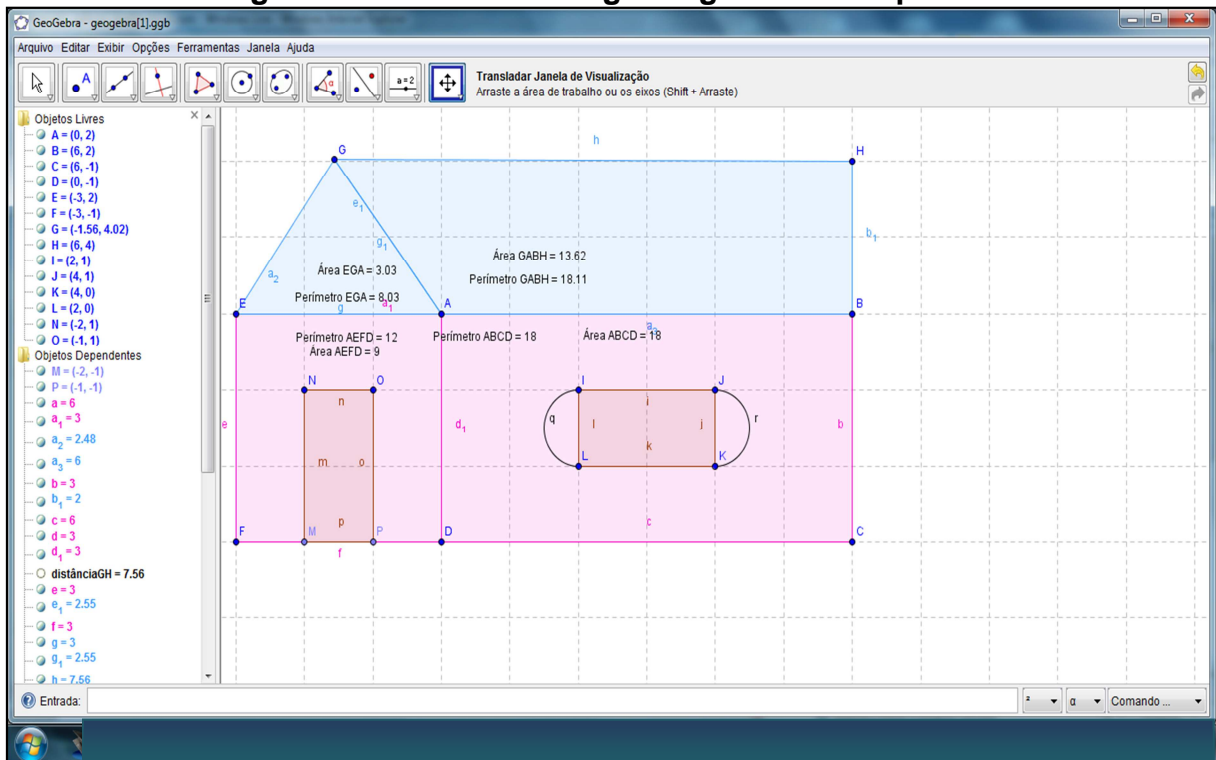 GeoGebra - geogebra[1].ggb
Arquivo Editar Exibir Opções Ferramentas Janela Ajuda
A
α
a=2
Transladar Janela de Visualização
Arraste a área de trabalho ou os eixos (Shift + Arraste)
Objetos Livres
A = (0, 2)
B = (6, 2)
C = (6, -1)
D = (0, -1)
E = (-3, 2)
F = (-3, -1)
G = (-1.56, 4.02)
H = (6, 4)
I = (2, 1)
J = (4, 1)
K = (4, 0)
L = (2, 0)
N = (-2, 1)
O = (-1, 1)
Objetos Dependentes
M = (-2, -1)
P = (-1, -1)
a = 6
a₁ = 3
a₂ = 2.48
a₃ = 6
b = 3
b₁ = 2
c = 6
d = 3
d₁ = 3
distânciaGH = 7.56
e = 3
e₁ = 2.55
f = 3
g = 3
g₁ = 2.55
h = 7.56
h
G
H
e₁
g₁
b₁
Área GABH = 13.62
a₂
Área EGA = 3.03
Perímetro GABH = 18.11
Perímetro EGA = 8.03
E
g
a₁
A
B
Perímetro AEFD = 12
Perímetro ABCD = 18
Área ABCD = 18
Área AEFD = 9
N
O
I
J
n
i
e
d₁
q
l
j
r
b
k
m
o
L
K
p
c
F
M
P
D
C
f
Entrada:
²
α
Comando ...